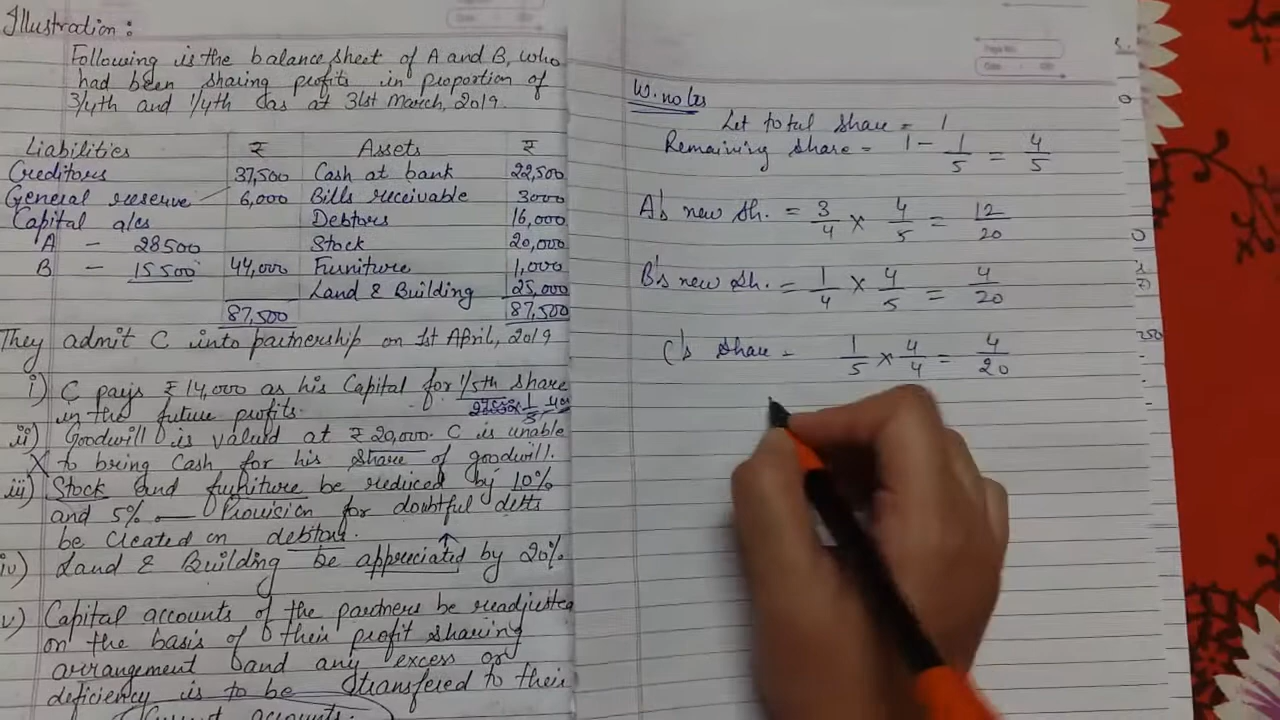 Illustration:
Following is the balance sheet of A and B, who
had been sharing profits in proportion of
3/4th and 1/4th as at 31st March, 2019.
Liabilities ₹ Assets ₹
Creditors 37,500 Cash at bank 22,500
General reserve 6,000 Bills receivable 3000
Capital a/cs Debtors 16,000
A - 28500 Stock 20,000
B - 15500 44,000 Furniture 1,000
Land & Building 25,000
87,500 87,500
They admit C into partnership on 1st April, 2019
i) C pays ₹ 14,000 as his Capital for 1/5th share
in the future profits.
ii) Goodwill is valued at ₹ 20,000. C is unable
to bring Cash for his share of goodwill.
iii) Stock and furniture be reduced by 10%
and 5% Provision for doubtful debts
be created on debtors.
iv) Land & Building be appreciated by 20%
v) Capital accounts of the partners be readjusted
on the basis of their profit sharing
arrangement and any excess or
deficiency is to be transfered to their
Current accounts.
Page No.
Date
W. notes
Let total share = 1
Remaining share = 1 - 1/5 = 4/5
A's new sh. = 3/4 × 4/5 = 12/20
B's new sh. = 1/4 × 4/5 = 4/20
C's share = 1/5 × 4/4 = 4/20